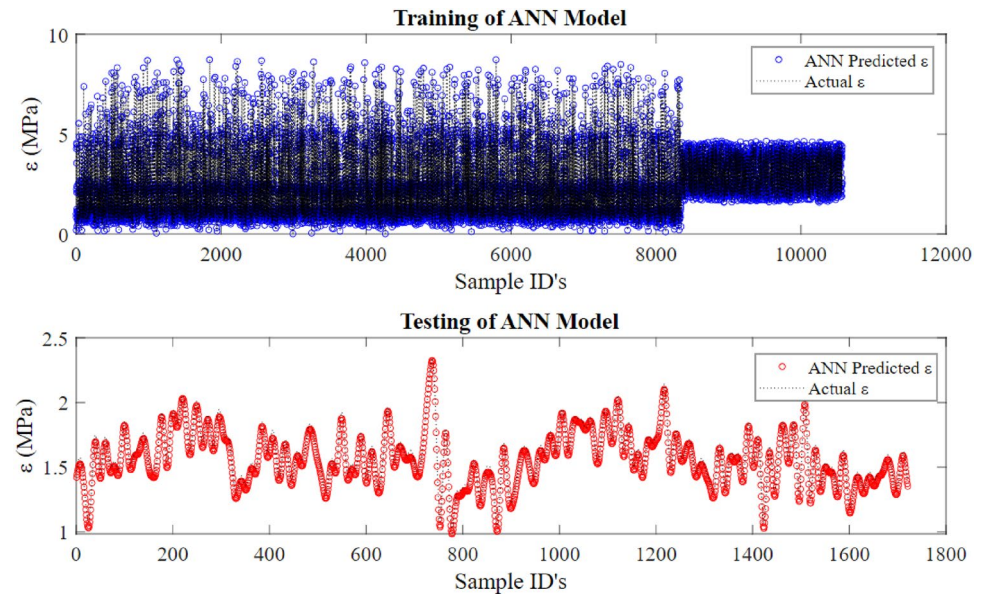 Training of ANN Model
10
5
0
ε (MPa)
ANN Predicted ε
Actual ε
0 2000 4000 6000 8000 10000 12000
Sample ID's
Testing of ANN Model
2.5
2
1.5
1
ε (MPa)
ANN Predicted ε
Actual ε
0 200 400 600 800 1000 1200 1400 1600 1800
Sample ID's